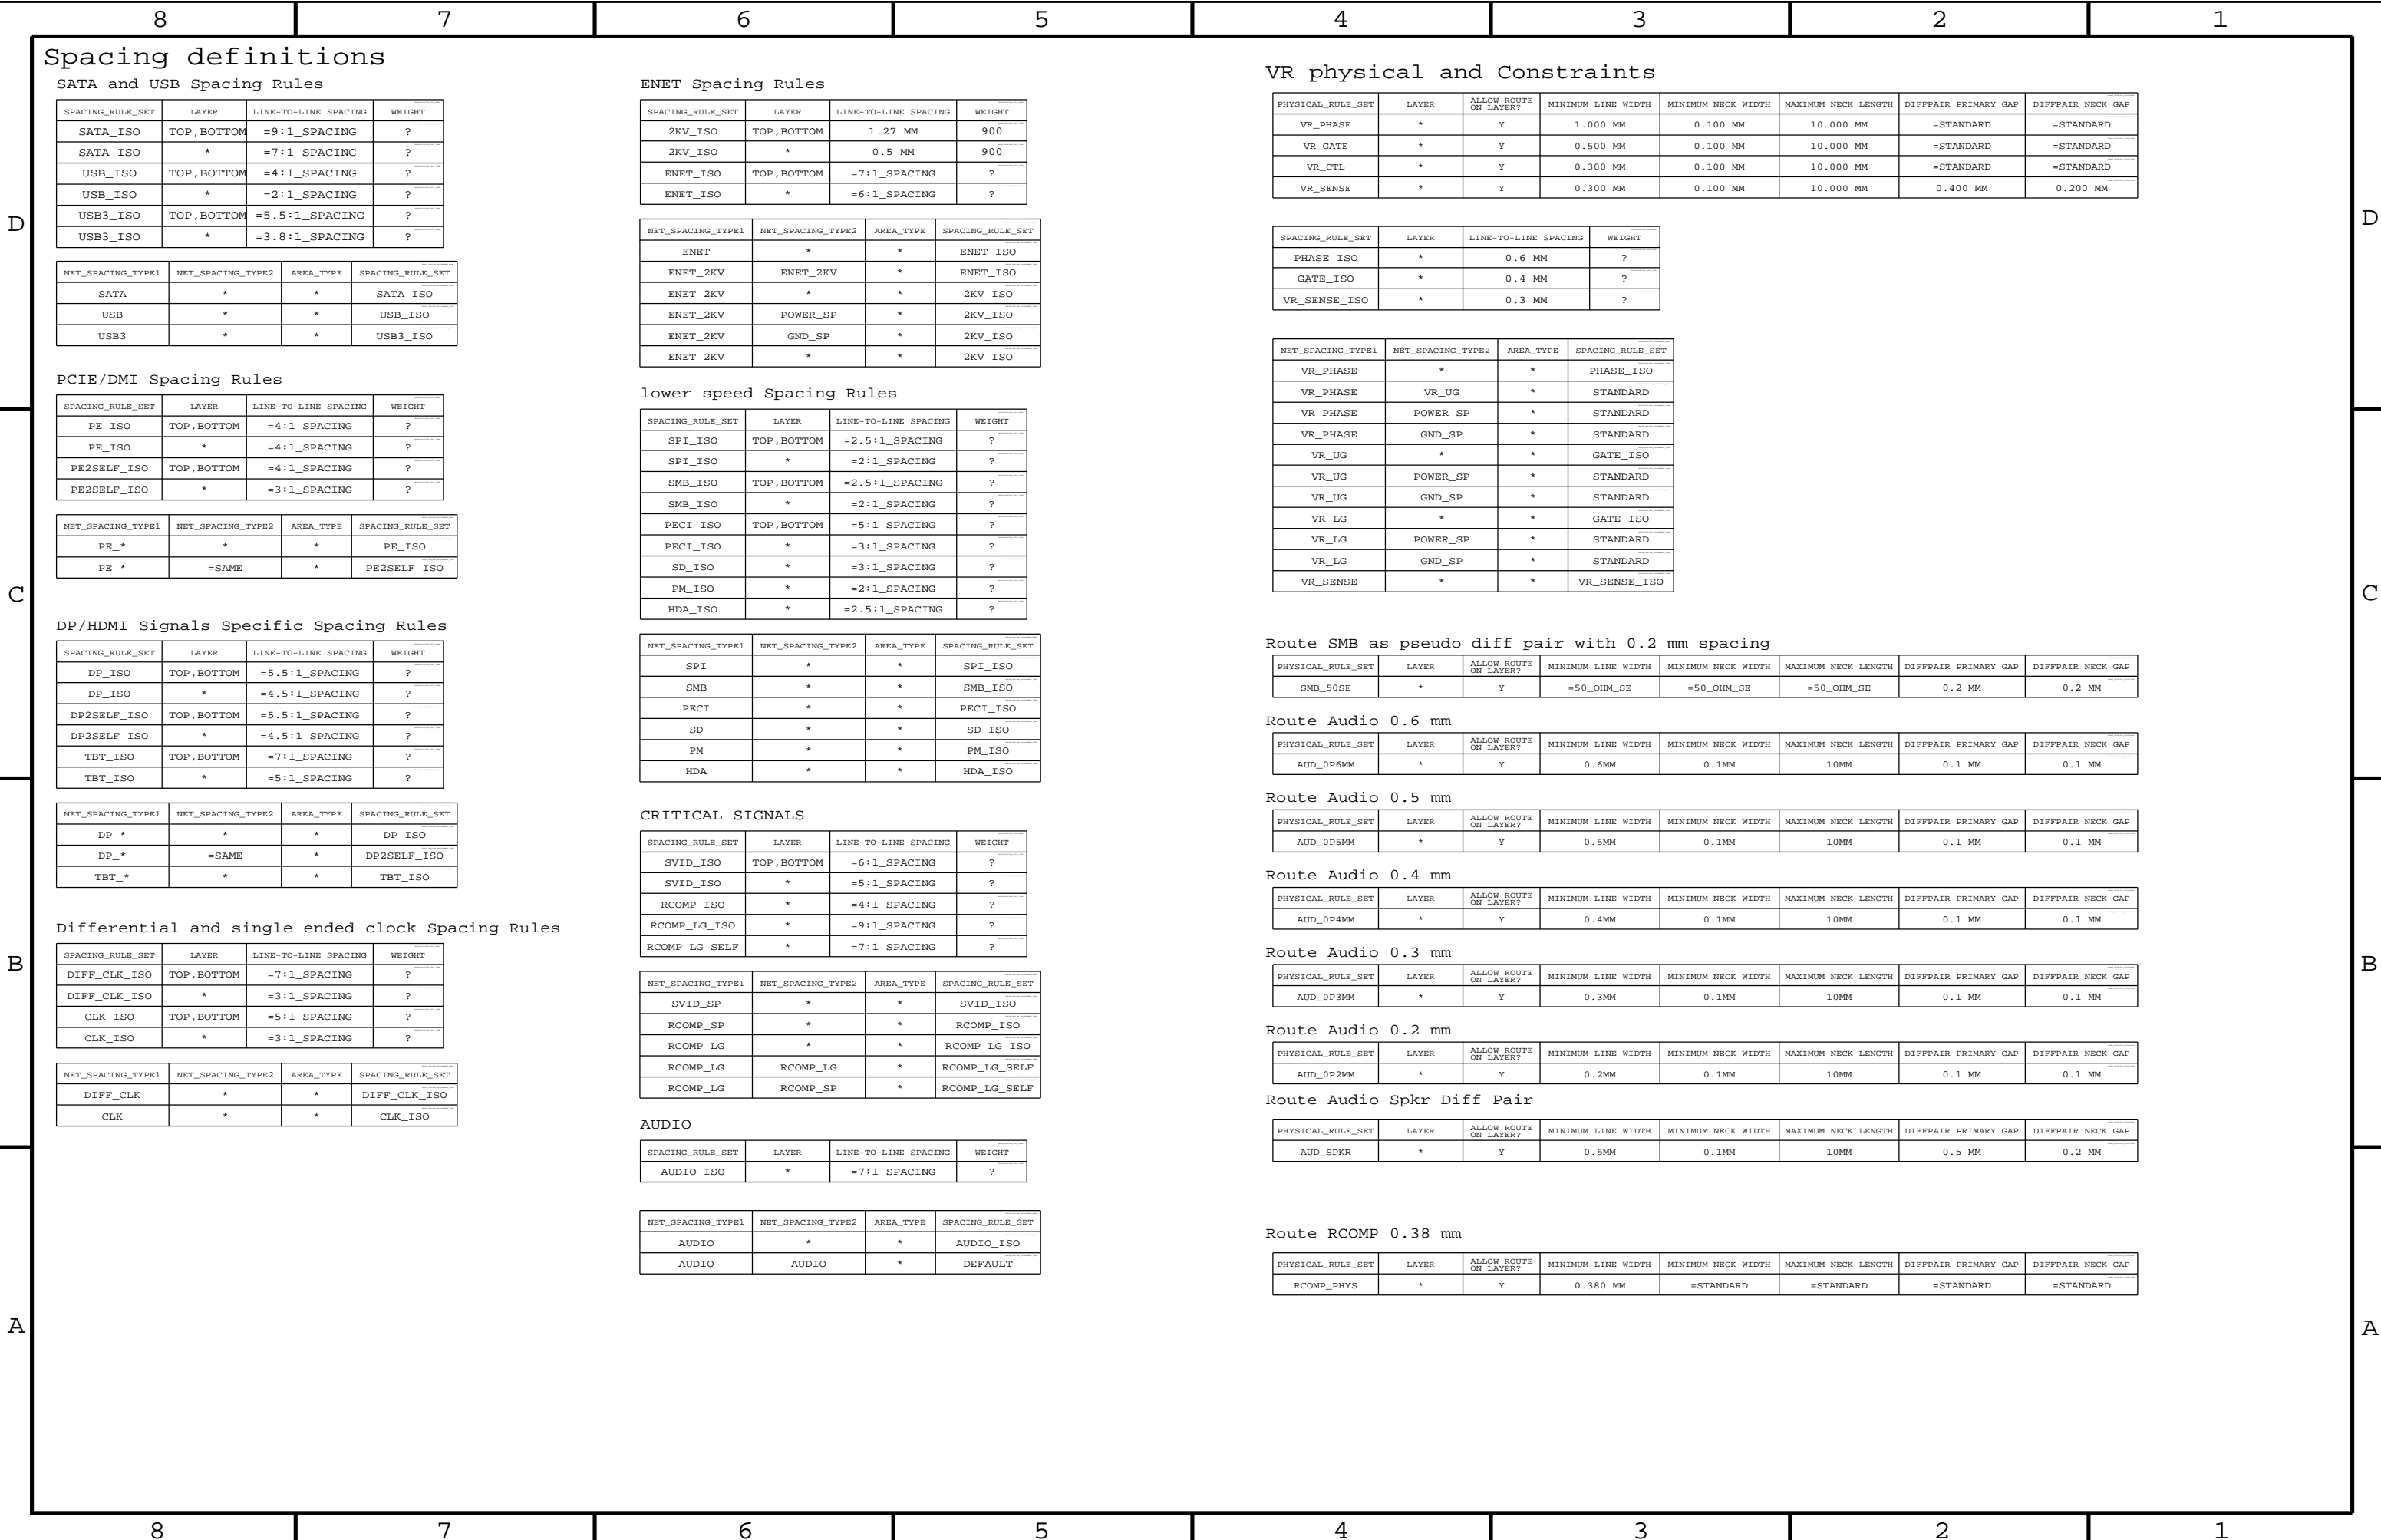 8 7 6 5 4 3 2 1
Spacing definitions
SATA and USB Spacing Rules
SPACING_RULE_SET LAYER LINE-TO-LINE SPACING WEIGHT
SATA_ISO TOP,BOTTOM =9:1_SPACING ?
SATA_ISO * =7:1_SPACING ?
USB_ISO TOP,BOTTOM =4:1_SPACING ?
USB_ISO * =2:1_SPACING ?
USB3_ISO TOP,BOTTOM =5.5:1_SPACING ?
USB3_ISO * =3.8:1_SPACING ?
NET_SPACING_TYPE1 NET_SPACING_TYPE2 AREA_TYPE SPACING_RULE_SET
SATA * * SATA_ISO
USB * * USB_ISO
USB3 * * USB3_ISO
PCIE/DMI Spacing Rules
SPACING_RULE_SET LAYER LINE-TO-LINE SPACING WEIGHT
PE_ISO TOP,BOTTOM =4:1_SPACING ?
PE_ISO * =4:1_SPACING ?
PE2SELF_ISO TOP,BOTTOM =4:1_SPACING ?
PE2SELF_ISO * =3:1_SPACING ?
NET_SPACING_TYPE1 NET_SPACING_TYPE2 AREA_TYPE SPACING_RULE_SET
PE_* * * PE_ISO
PE_* =SAME * PE2SELF_ISO
DP/HDMI Signals Specific Spacing Rules
SPACING_RULE_SET LAYER LINE-TO-LINE SPACING WEIGHT
DP_ISO TOP,BOTTOM =5.5:1_SPACING ?
DP_ISO * =4.5:1_SPACING ?
DP2SELF_ISO TOP,BOTTOM =5.5:1_SPACING ?
DP2SELF_ISO * =4.5:1_SPACING ?
TBT_ISO TOP,BOTTOM =7:1_SPACING ?
TBT_ISO * =5:1_SPACING ?
NET_SPACING_TYPE1 NET_SPACING_TYPE2 AREA_TYPE SPACING_RULE_SET
DP_* * * DP_ISO
DP_* =SAME * DP2SELF_ISO
TBT_* * * TBT_ISO
Differential and single ended clock Spacing Rules
SPACING_RULE_SET LAYER LINE-TO-LINE SPACING WEIGHT
DIFF_CLK_ISO TOP,BOTTOM =7:1_SPACING ?
DIFF_CLK_ISO * =3:1_SPACING ?
CLK_ISO TOP,BOTTOM =5:1_SPACING ?
CLK_ISO * =3:1_SPACING ?
NET_SPACING_TYPE1 NET_SPACING_TYPE2 AREA_TYPE SPACING_RULE_SET
DIFF_CLK * * DIFF_CLK_ISO
CLK * * CLK_ISO
ENET Spacing Rules
SPACING_RULE_SET LAYER LINE-TO-LINE SPACING WEIGHT
2KV_ISO TOP,BOTTOM 1.27 MM 900
2KV_ISO * 0.5 MM 900
ENET_ISO TOP,BOTTOM =7:1_SPACING ?
ENET_ISO * =6:1_SPACING ?
NET_SPACING_TYPE1 NET_SPACING_TYPE2 AREA_TYPE SPACING_RULE_SET
ENET * * ENET_ISO
ENET_2KV ENET_2KV * ENET_ISO
ENET_2KV * * 2KV_ISO
ENET_2KV POWER_SP * 2KV_ISO
ENET_2KV GND_SP * 2KV_ISO
ENET_2KV * * 2KV_ISO
lower speed Spacing Rules
SPACING_RULE_SET LAYER LINE-TO-LINE SPACING WEIGHT
SPI_ISO TOP,BOTTOM =2.5:1_SPACING ?
SPI_ISO * =2:1_SPACING ?
SMB_ISO TOP,BOTTOM =2.5:1_SPACING ?
SMB_ISO * =2:1_SPACING ?
PECI_ISO TOP,BOTTOM =5:1_SPACING ?
PECI_ISO * =3:1_SPACING ?
SD_ISO * =3:1_SPACING ?
PM_ISO * =2:1_SPACING ?
HDA_ISO * =2.5:1_SPACING ?
NET_SPACING_TYPE1 NET_SPACING_TYPE2 AREA_TYPE SPACING_RULE_SET
SPI * * SPI_ISO
SMB * * SMB_ISO
PECI * * PECI_ISO
SD * * SD_ISO
PM * * PM_ISO
HDA * * HDA_ISO
CRITICAL SIGNALS
SPACING_RULE_SET LAYER LINE-TO-LINE SPACING WEIGHT
SVID_ISO TOP,BOTTOM =6:1_SPACING ?
SVID_ISO * =5:1_SPACING ?
RCOMP_ISO * =4:1_SPACING ?
RCOMP_LG_ISO * =9:1_SPACING ?
RCOMP_LG_SELF * =7:1_SPACING ?
NET_SPACING_TYPE1 NET_SPACING_TYPE2 AREA_TYPE SPACING_RULE_SET
SVID_SP * * SVID_ISO
RCOMP_SP * * RCOMP_ISO
RCOMP_LG * * RCOMP_LG_ISO
RCOMP_LG RCOMP_LG * RCOMP_LG_SELF
RCOMP_LG RCOMP_SP * RCOMP_LG_SELF
AUDIO
SPACING_RULE_SET LAYER LINE-TO-LINE SPACING WEIGHT
AUDIO_ISO * =7:1_SPACING ?
NET_SPACING_TYPE1 NET_SPACING_TYPE2 AREA_TYPE SPACING_RULE_SET
AUDIO * * AUDIO_ISO
AUDIO AUDIO * DEFAULT
VR physical and Constraints
PHYSICAL_RULE_SET LAYER ALLOW ROUTE ON LAYER? MINIMUM LINE WIDTH MINIMUM NECK WIDTH MAXIMUM NECK LENGTH DIFFPAIR PRIMARY GAP DIFFPAIR NECK GAP
VR_PHASE * Y 1.000 MM 0.100 MM 10.000 MM =STANDARD =STANDARD
VR_GATE * Y 0.500 MM 0.100 MM 10.000 MM =STANDARD =STANDARD
VR_CTL * Y 0.300 MM 0.100 MM 10.000 MM =STANDARD =STANDARD
VR_SENSE * Y 0.300 MM 0.100 MM 10.000 MM 0.400 MM 0.200 MM
SPACING_RULE_SET LAYER LINE-TO-LINE SPACING WEIGHT
PHASE_ISO * 0.6 MM ?
GATE_ISO * 0.4 MM ?
VR_SENSE_ISO * 0.3 MM ?
NET_SPACING_TYPE1 NET_SPACING_TYPE2 AREA_TYPE SPACING_RULE_SET
VR_PHASE * * PHASE_ISO
VR_PHASE VR_UG * STANDARD
VR_PHASE POWER_SP * STANDARD
VR_PHASE GND_SP * STANDARD
VR_UG * * GATE_ISO
VR_UG POWER_SP * STANDARD
VR_UG GND_SP * STANDARD
VR_LG * * GATE_ISO
VR_LG POWER_SP * STANDARD
VR_LG GND_SP * STANDARD
VR_SENSE * * VR_SENSE_ISO
Route SMB as pseudo diff pair with 0.2 mm spacing
PHYSICAL_RULE_SET LAYER ALLOW ROUTE ON LAYER? MINIMUM LINE WIDTH MINIMUM NECK WIDTH MAXIMUM NECK LENGTH DIFFPAIR PRIMARY GAP DIFFPAIR NECK GAP
SMB_50SE * Y =50_OHM_SE =50_OHM_SE =50_OHM_SE 0.2 MM 0.2 MM
Route Audio 0.6 mm
PHYSICAL_RULE_SET LAYER ALLOW ROUTE ON LAYER? MINIMUM LINE WIDTH MINIMUM NECK WIDTH MAXIMUM NECK LENGTH DIFFPAIR PRIMARY GAP DIFFPAIR NECK GAP
AUD_0P6MM * Y 0.6MM 0.1MM 10MM 0.1 MM 0.1 MM
Route Audio 0.5 mm
PHYSICAL_RULE_SET LAYER ALLOW ROUTE ON LAYER? MINIMUM LINE WIDTH MINIMUM NECK WIDTH MAXIMUM NECK LENGTH DIFFPAIR PRIMARY GAP DIFFPAIR NECK GAP
AUD_0P5MM * Y 0.5MM 0.1MM 10MM 0.1 MM 0.1 MM
Route Audio 0.4 mm
PHYSICAL_RULE_SET LAYER ALLOW ROUTE ON LAYER? MINIMUM LINE WIDTH MINIMUM NECK WIDTH MAXIMUM NECK LENGTH DIFFPAIR PRIMARY GAP DIFFPAIR NECK GAP
AUD_0P4MM * Y 0.4MM 0.1MM 10MM 0.1 MM 0.1 MM
Route Audio 0.3 mm
PHYSICAL_RULE_SET LAYER ALLOW ROUTE ON LAYER? MINIMUM LINE WIDTH MINIMUM NECK WIDTH MAXIMUM NECK LENGTH DIFFPAIR PRIMARY GAP DIFFPAIR NECK GAP
AUD_0P3MM * Y 0.3MM 0.1MM 10MM 0.1 MM 0.1 MM
Route Audio 0.2 mm
PHYSICAL_RULE_SET LAYER ALLOW ROUTE ON LAYER? MINIMUM LINE WIDTH MINIMUM NECK WIDTH MAXIMUM NECK LENGTH DIFFPAIR PRIMARY GAP DIFFPAIR NECK GAP
AUD_0P2MM * Y 0.2MM 0.1MM 10MM 0.1 MM 0.1 MM
Route Audio Spkr Diff Pair
PHYSICAL_RULE_SET LAYER ALLOW ROUTE ON LAYER? MINIMUM LINE WIDTH MINIMUM NECK WIDTH MAXIMUM NECK LENGTH DIFFPAIR PRIMARY GAP DIFFPAIR NECK GAP
AUD_SPKR * Y 0.5MM 0.1MM 10MM 0.5 MM 0.2 MM
Route RCOMP 0.38 mm
PHYSICAL_RULE_SET LAYER ALLOW ROUTE ON LAYER? MINIMUM LINE WIDTH MINIMUM NECK WIDTH MAXIMUM NECK LENGTH DIFFPAIR PRIMARY GAP DIFFPAIR NECK GAP
RCOMP_PHYS * Y 0.380 MM =STANDARD =STANDARD =STANDARD =STANDARD
D D
C C
B B
A A
8 7 6 5 4 3 2 1